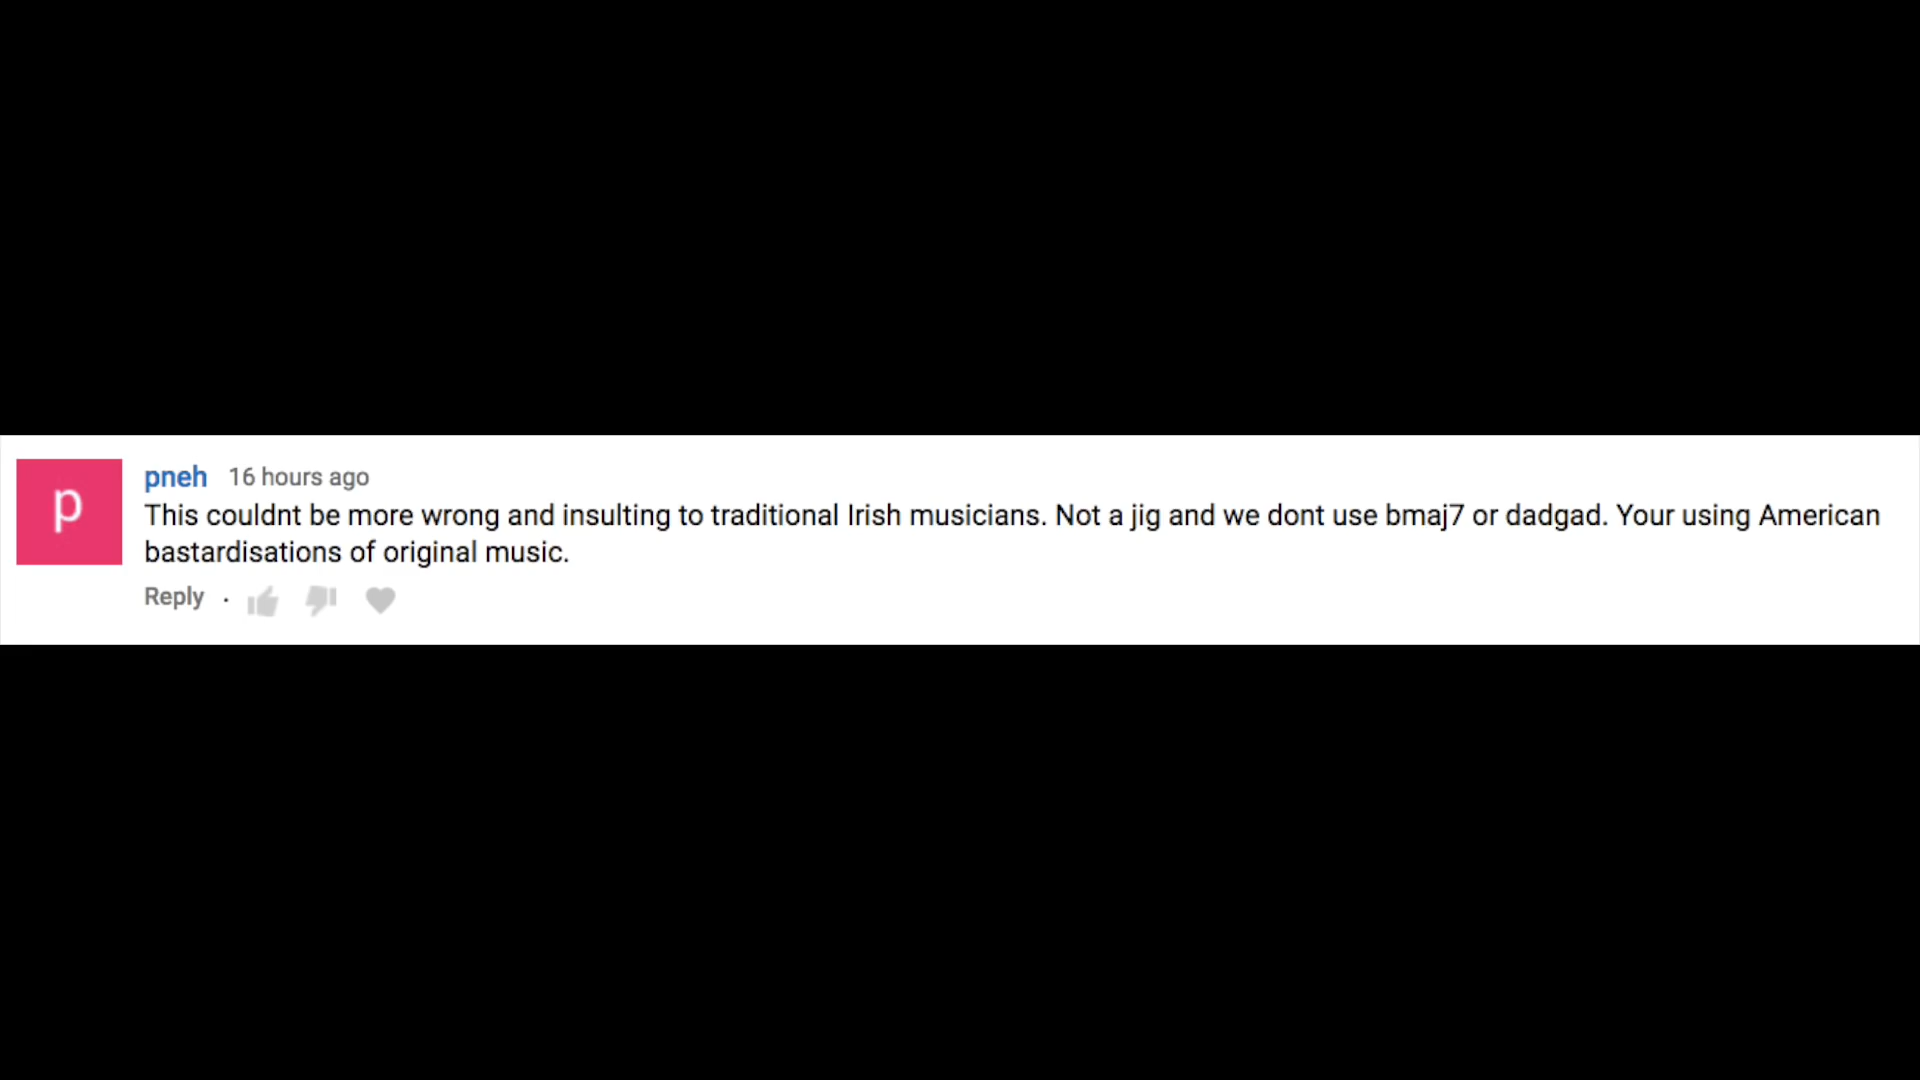 p
pneh 16 hours ago
This couldnt be more wrong and insulting to traditional Irish musicians. Not a jig and we dont use bmaj7 or dadgad. Your using American
bastardisations of original music.
Reply ·